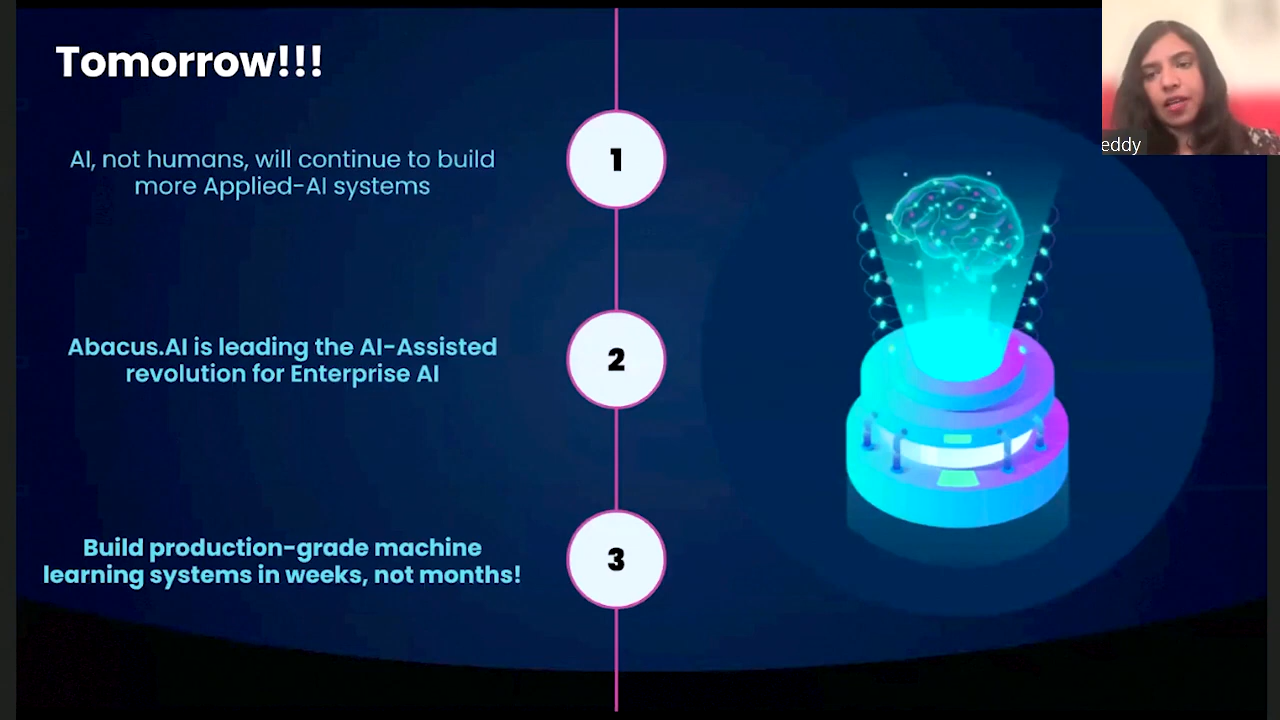 Tomorrow!!!
AI, not humans, will continue to build
more Applied-AI systems
1
Abacus.AI is leading the AI-Assisted
revolution for Enterprise AI
2
Build production-grade machine
learning systems in weeks, not months!
3
eddy